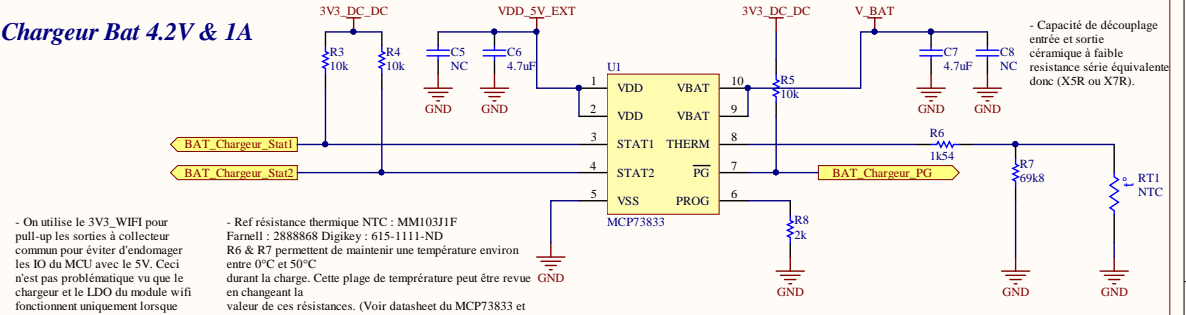 Chargeur Bat 4.2V & 1A
3V3_DC_DC
VDD_5V_EXT
3V3_DC_DC
V_BAT
R3
10k
R4
10k
C5
NC
C6
4.7uF
GND
GND
U1
1 VDD VBAT 10
2 VDD VBAT 9
3 STAT1 THERM 8
4 STAT2 PG 7
5 VSS PROG 6
MCP73833
R5
10k
C7
4.7uF
C8
NC
GND
GND
- Capacité de découplage
entrée et sortie
céramique à faible
resistance série équivalente
donc (X5R ou X7R).
BAT_Chargeur_Stat1
BAT_Chargeur_Stat2
BAT_Chargeur_PG
R6
1k54
R7
69k8
RT1
NTC
t°
R8
2k
GND
GND
GND
GND
- On utilise le 3V3_WIFI pour
pull-up les sorties à collecteur
commun pour éviter d'endomager
les IO du MCU avec le 5V. Ceci
n'est pas problématique vu que le
chargeur et le LDO du module wifi
fonctionnent uniquement lorsque
- Ref résistance thermique NTC : MM103J1F
Farnell : 2888868 Digikey : 615-1111-ND
R6 & R7 permettent de maintenir une température environ
entre 0°C et 50°C
durant la charge. Cette plage de temprérature peut être revue
en changeant la
valeur de ces résistances. (Voir datasheet du MCP73833 et